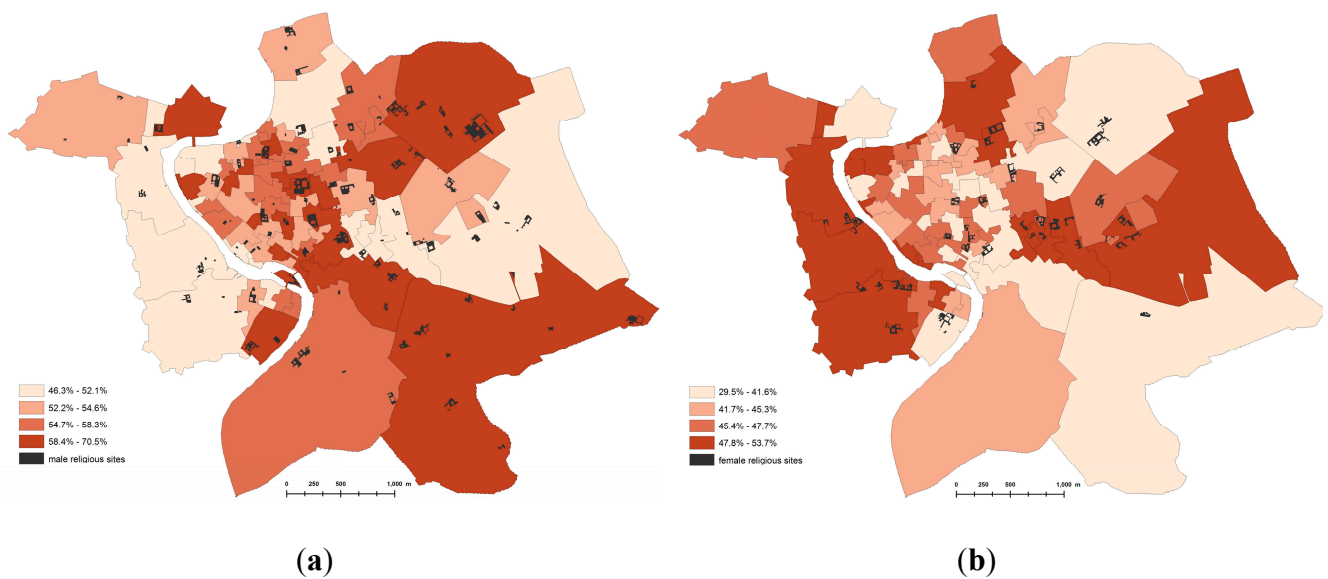 46.3% - 52.1%
52.2% - 54.6%
54.7% - 58.3%
58.4% - 70.5%
male religious sites
0 250 500 1,000 m
29.5% - 41.6%
41.7% - 45.3%
45.4% - 47.7%
47.8% - 53.7%
female religious sites
0 250 500 1,000 m
(a)
(b)